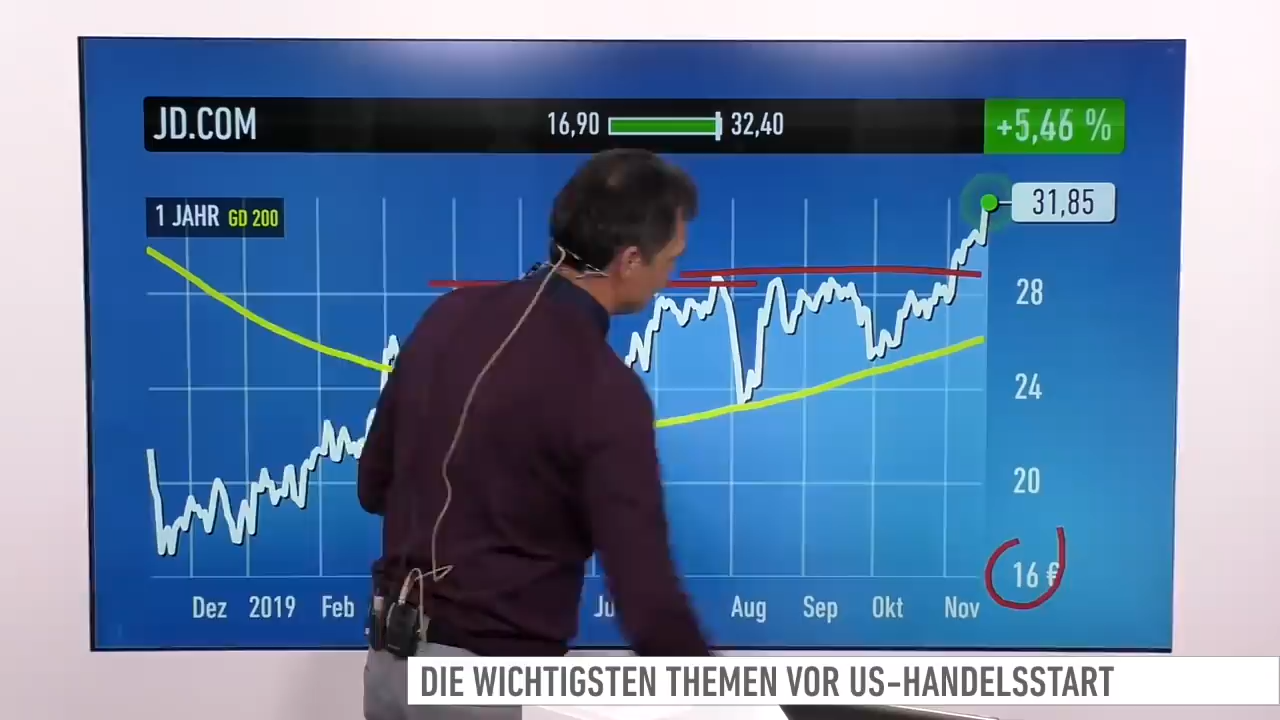 JD.COM 16,90 32,40 +5,46 %
31,85
1 JAHR GD 200
28
24
20
16 €
Dez 2019 Feb Ju Aug Sep Okt Nov
DIE WICHTIGSTEN THEMEN VOR US-HANDELSSTART